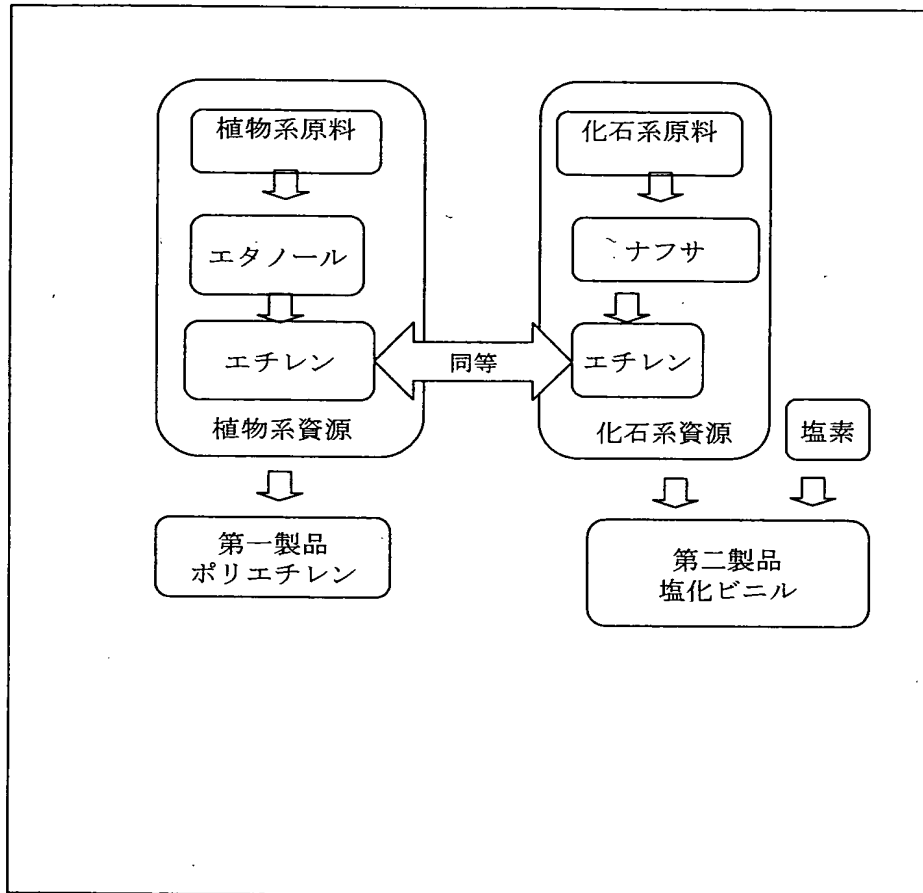 植物系原料
エタノール
エチレン
植物系資源
第一製品
ポリエチレン
同等
化石系原料
ナフサ
エチレン
化石系資源
塩素
第二製品
塩化ビニル